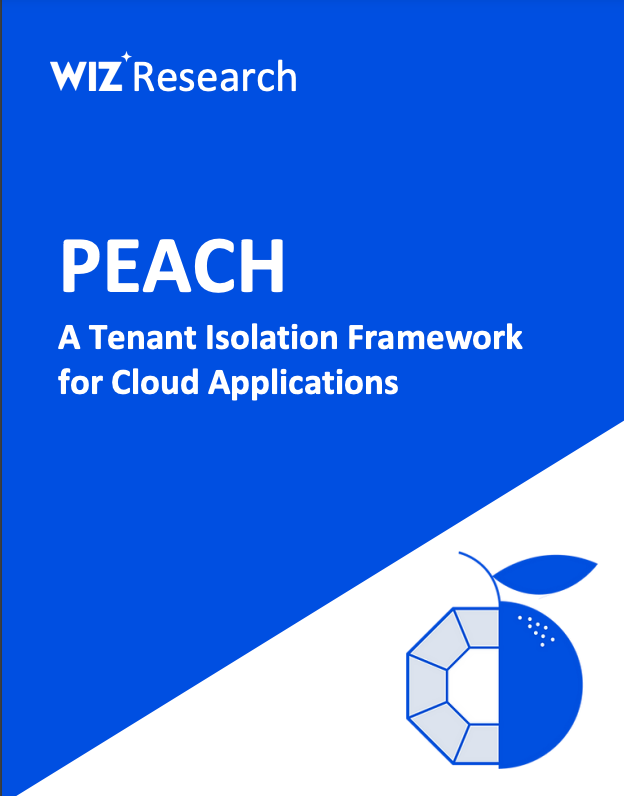 WIZ Research
PEACH
A Tenant Isolation Framework
for Cloud Applications